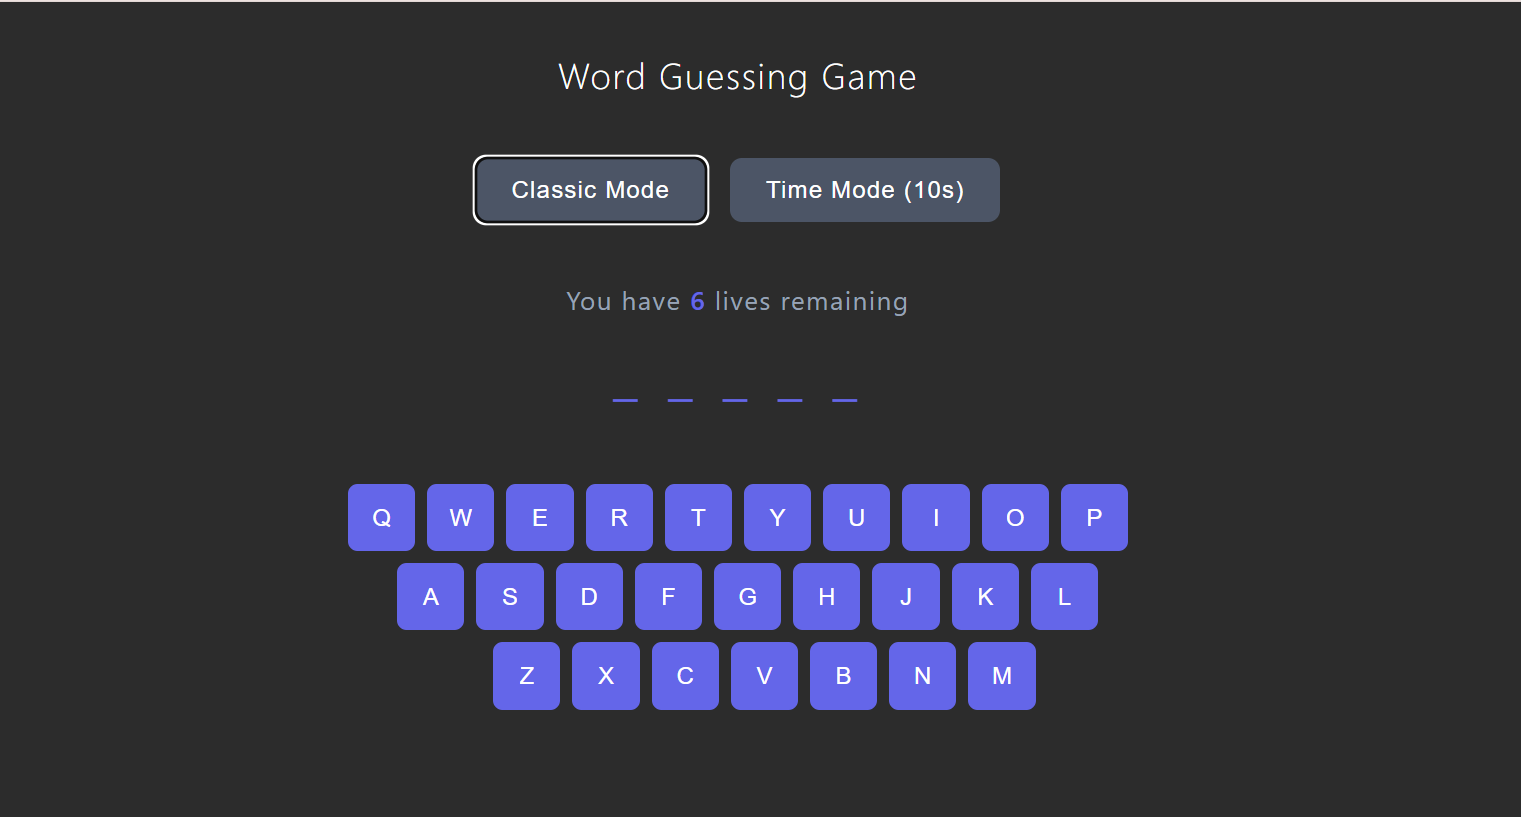 Word Guessing Game
Classic Mode Time Mode (10s)
You have 6 lives remaining
_ _ _ _ _
Q W E R T Y U I O P
A S D F G H J K L
Z X C V B N M